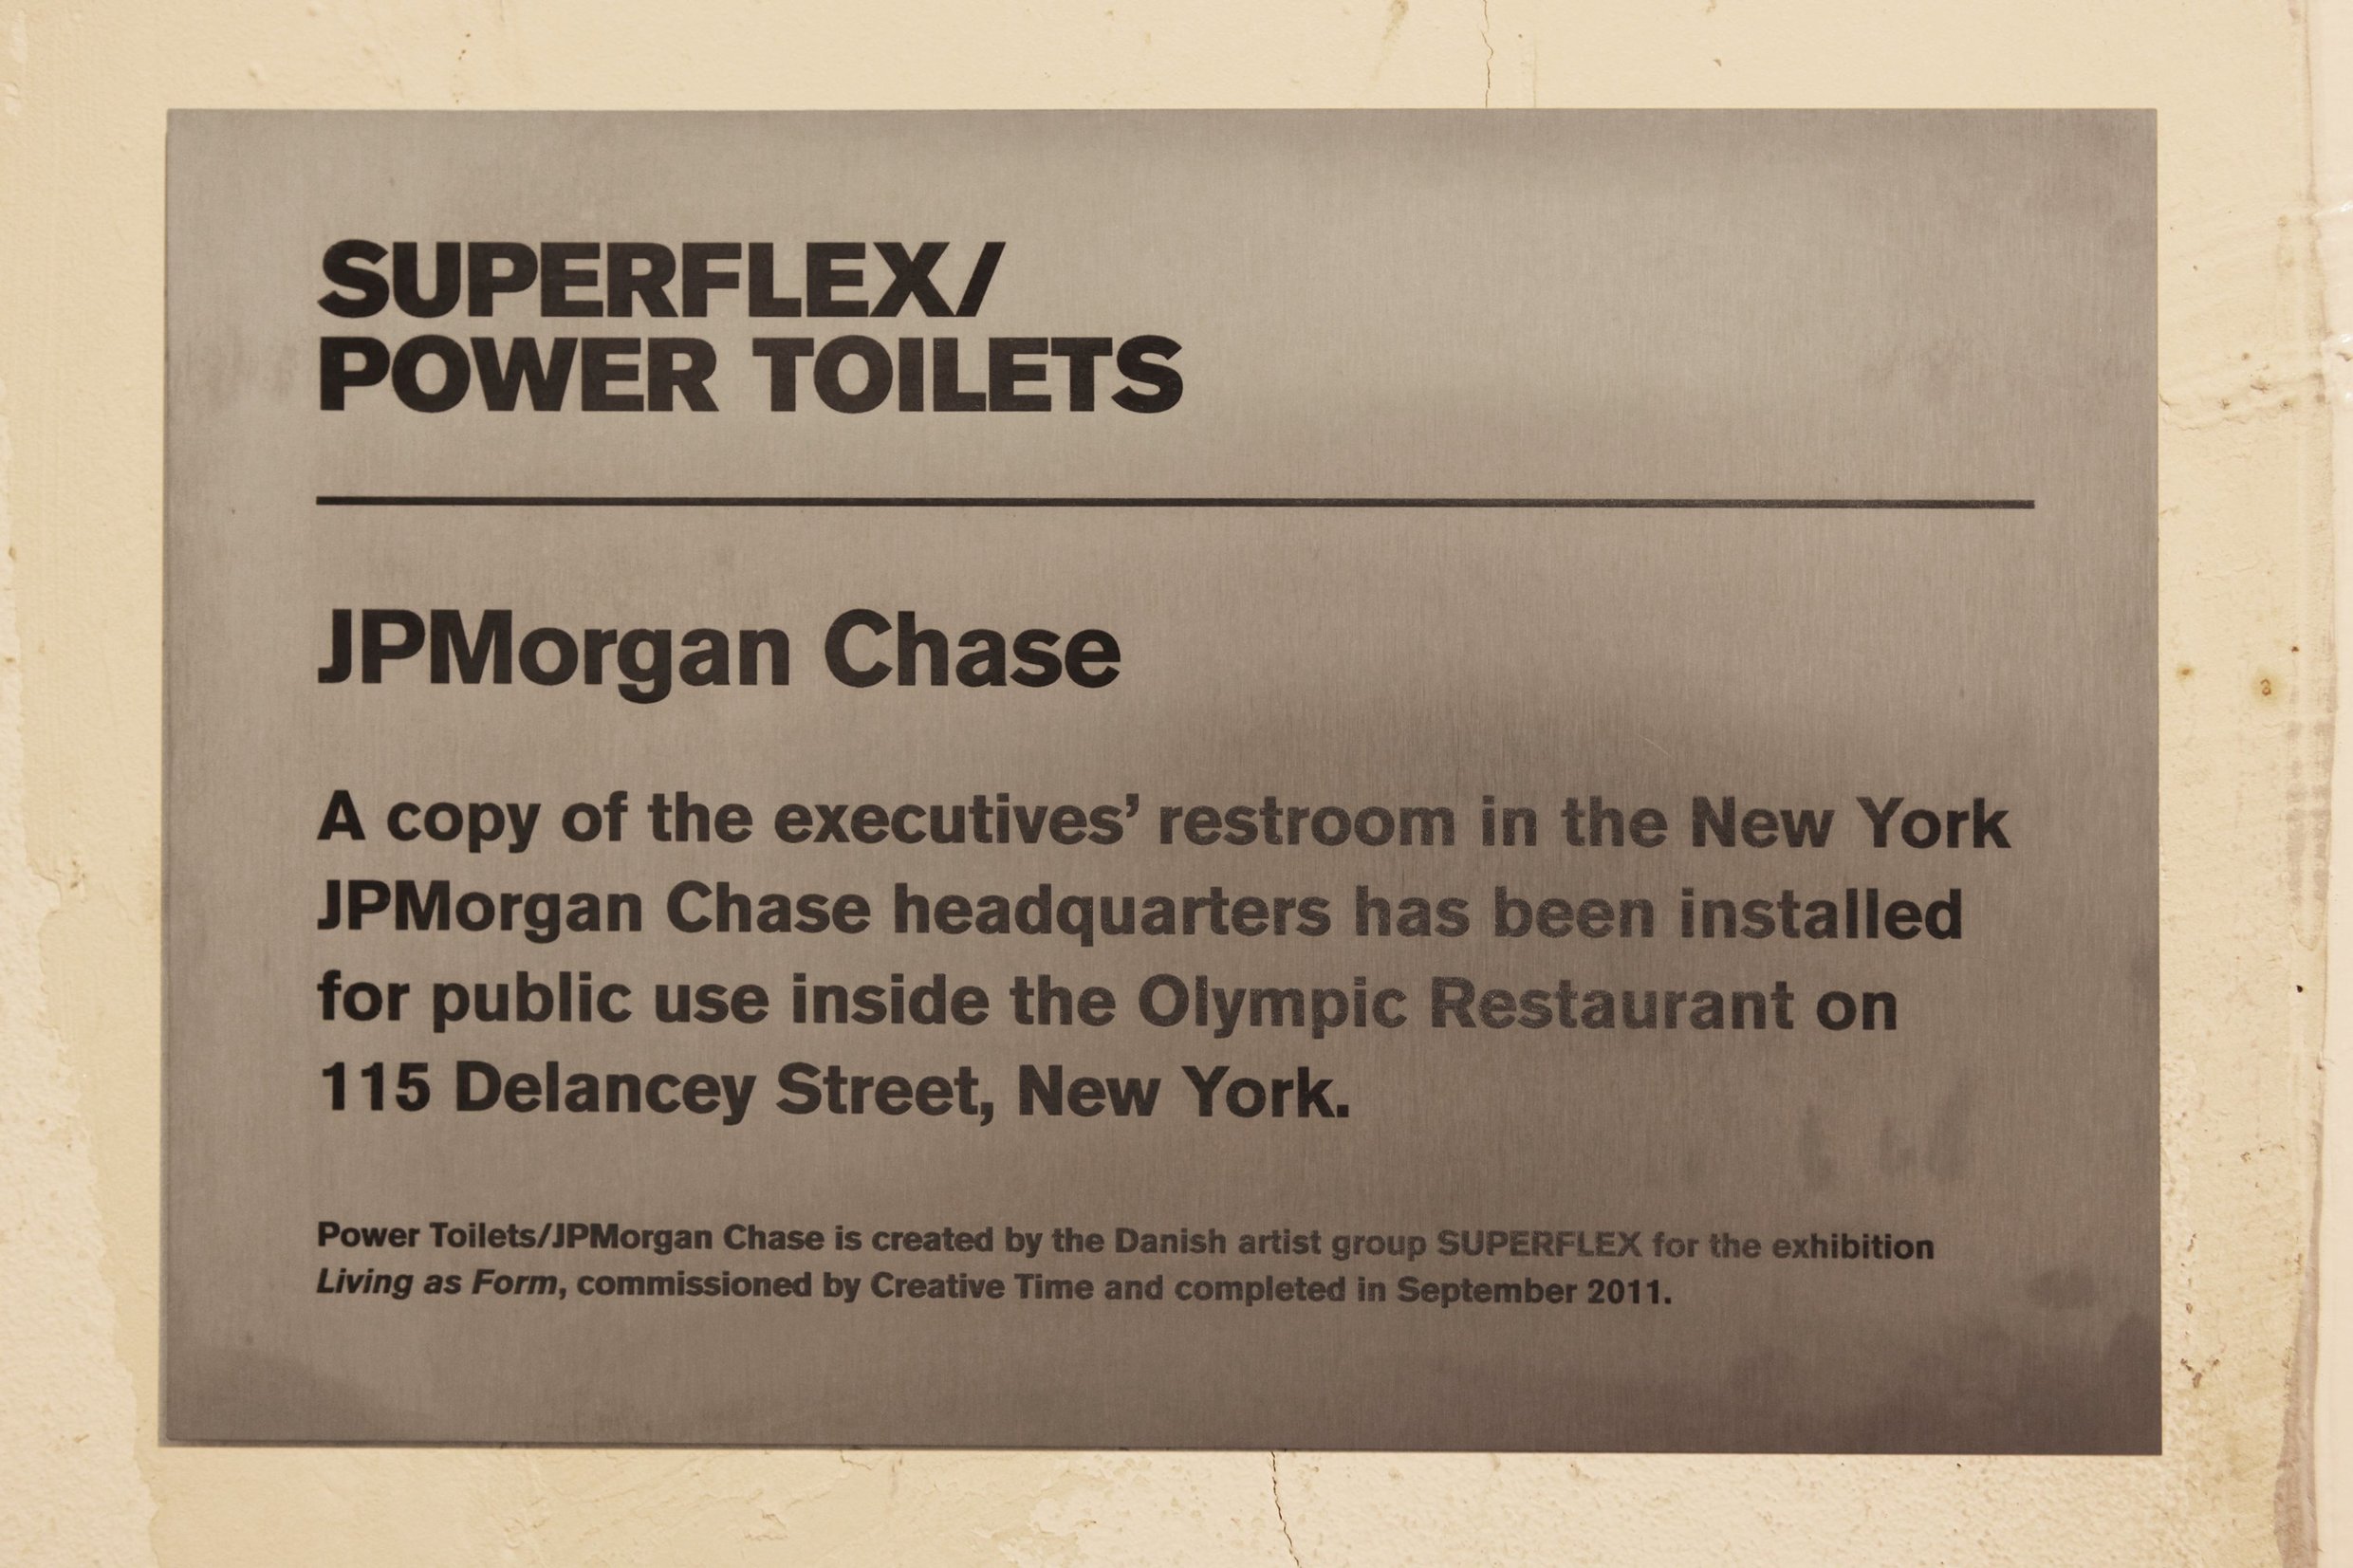 SUPERFLEX/
POWER TOILETS
JPMorgan Chase
A copy of the executives’ restroom in the New York
JPMorgan Chase headquarters has been installed
for public use inside the Olympic Restaurant on
115 Delancey Street, New York.
Power Toilets/JPMorgan Chase is created by the Danish artist group SUPERFLEX for the exhibition
Living as Form, commissioned by Creative Time and completed in September 2011.